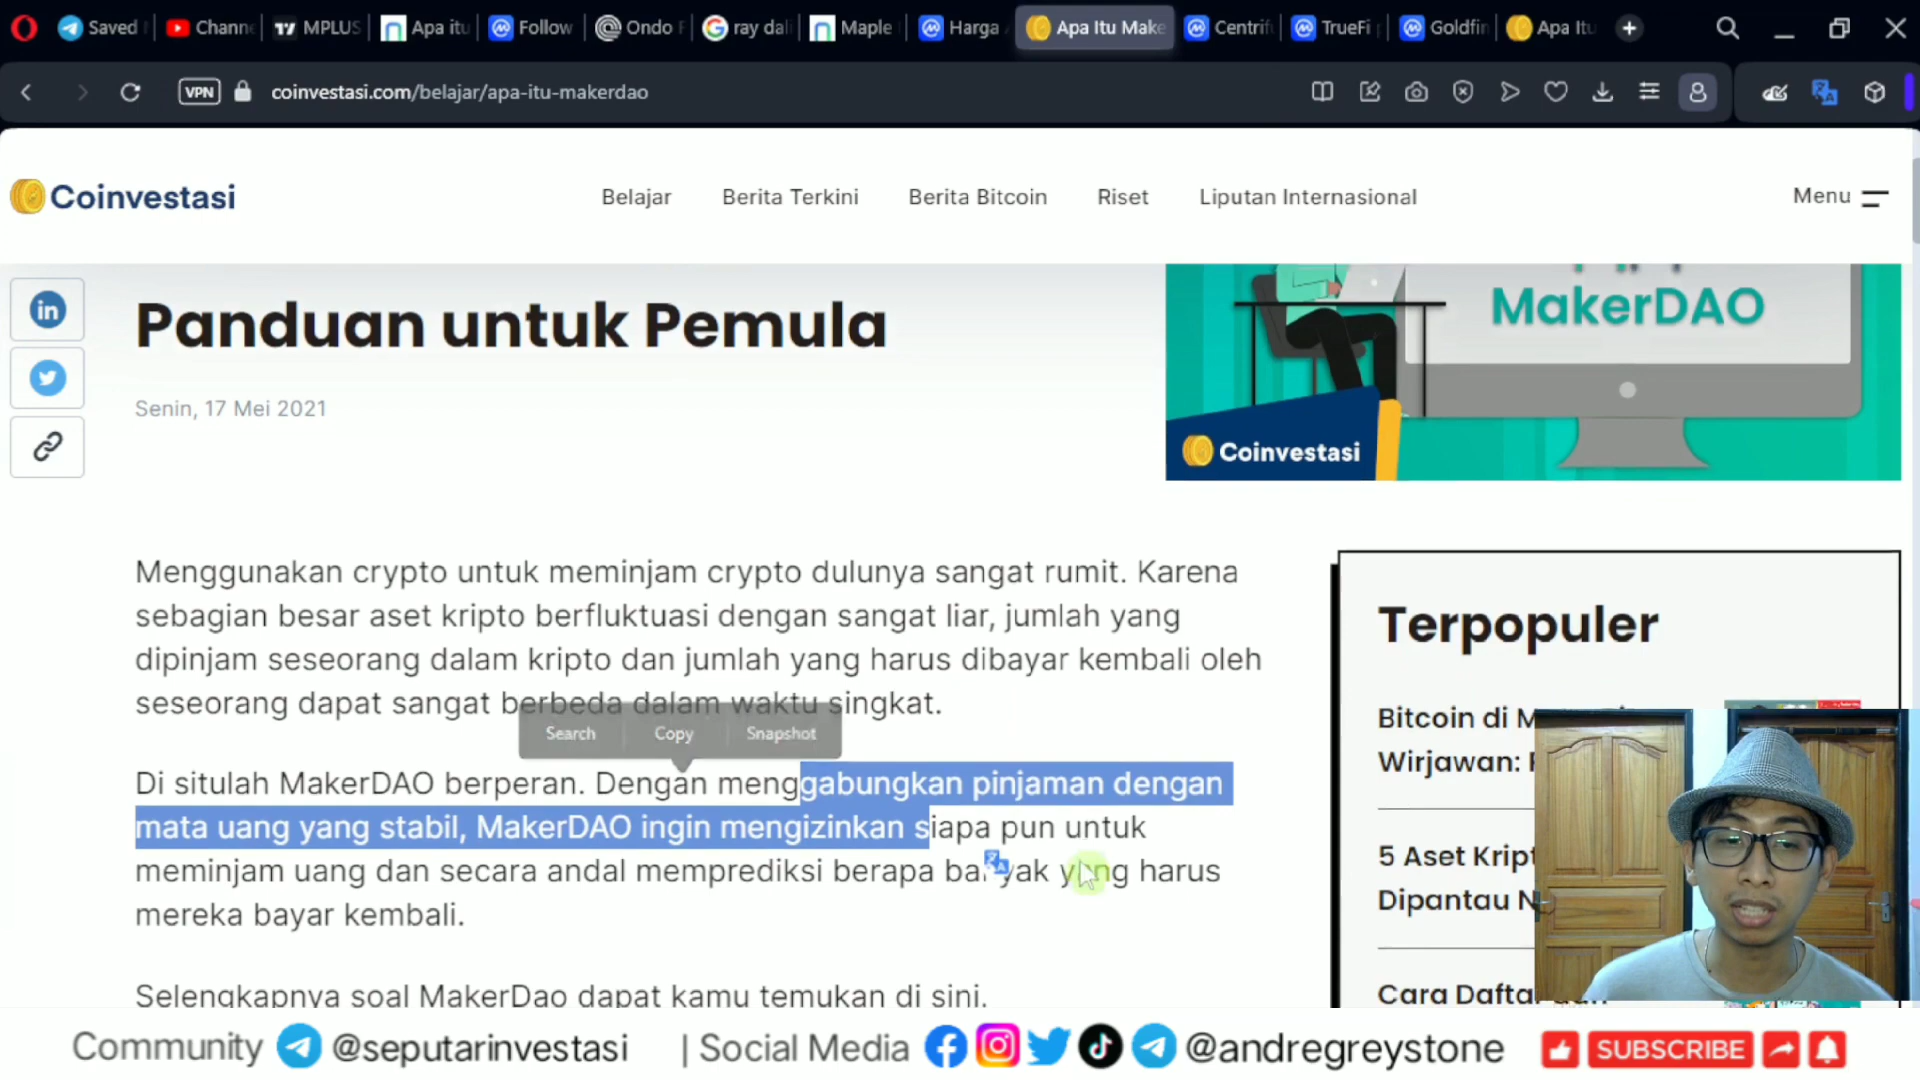 Saved
Chann
MPLUS
Apa itu
Follow
Ondo F
ray dali
Maple
Harga
Apa Itu Make
Centrif
TrueFi
Goldfin
Apa Itu
VPN
coinvestasi.com/belajar/apa-itu-makerdao
Coinvestasi
Belajar
Berita Terkini
Berita Bitcoin
Riset
Liputan Internasional
Menu
Panduan untuk Pemula
Senin, 17 Mei 2021
MakerDAO
Coinvestasi
Menggunakan crypto untuk meminjam crypto dulunya sangat rumit. Karena
sebagian besar aset kripto berfluktuasi dengan sangat liar, jumlah yang
dipinjam seseorang dalam kripto dan jumlah yang harus dibayar kembali oleh
seseorang dapat sangat berbeda dalam waktu singkat.
Search Copy Snapshot
Di situlah MakerDAO berperan. Dengan menggabungkan pinjaman dengan
mata uang yang stabil, MakerDAO ingin mengizinkan siapa pun untuk
meminjam uang dan secara andal memprediksi berapa banyak yang harus
mereka bayar kembali.
Selengkapnya soal MakerDao dapat kamu temukan di sini.
Terpopuler
Bitcoin di M
Wirjawan:
5 Aset Kript
Dipantau
Cara Daftar dan
Community @seputarinvestasi | Social Media @andregreystone SUBSCRIBE